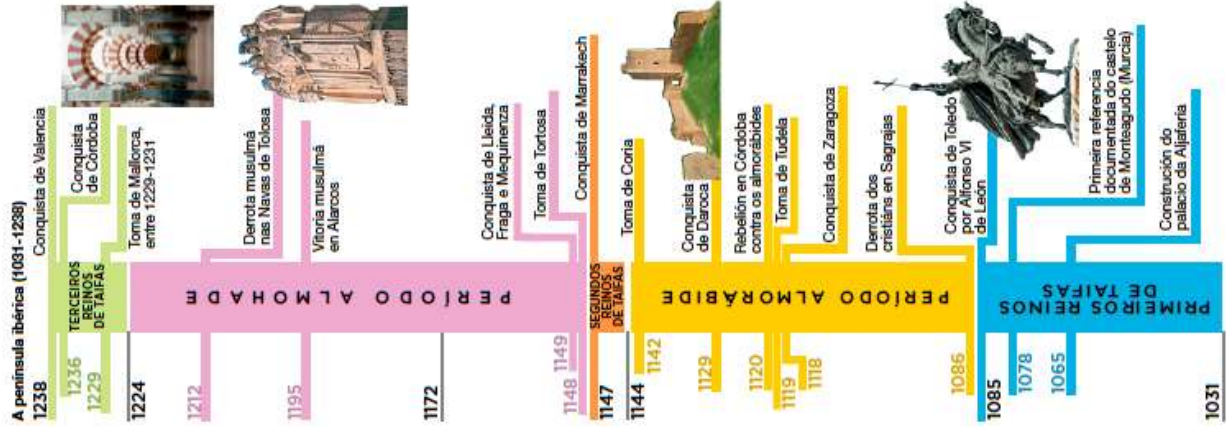 A península ibérica (1031-1238)
1238
Conquista de Valencia
1236
Conquista
de Córdoba
1229
Toma de Mallorca,
entre 1229-1231
TERCEIROS
REINOS
DE TAIFAS
1224
1212
Derrota musulmá
nas Navas de Tolosa
1195
Vitoria musulmá
en Alarcos
PERÍODO ALMOHADE
1172
1149
Conquista de Lleida,
Fraga e Mequinenza
1148
Toma de Tortosa
1147
Conquista de Marrakech
SEGUNDOS
REINOS
DE TAIFAS
1144
1142
Toma de Coria
1129
Conquista
de Daroca
1120
Rebelión en Córdoba
contra os almorábides
1119
Toma de Tudela
1118
Conquista de Zaragoza
PERÍODO ALMORÁBIDE
1086
Derrota dos
cristiáns en Sagrajas
1085
Conquista de Toledo
por Alfonso VI
de León
1078
Primeira referencia
documentada do castelo
de Monteagudo (Murcia)
1065
Construción do
palacio da Aljafería
PRIMEIROS REINOS
DE TAIFAS
1031